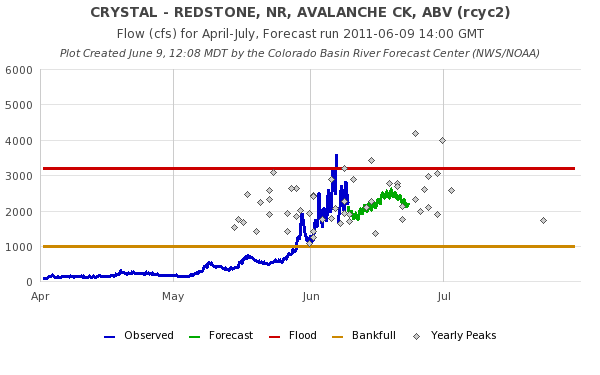 CRYSTAL - REDSTONE, NR, AVALANCHE CK, ABV (rcyc2)
Flow (cfs) for April-July, Forecast run 2011-06-09 14:00 GMT
Plot Created June 9, 12:08 MDT by the Colorado Basin River Forecast Center (NWS/NOAA)
6000
5000
4000
3000
2000
1000
0
Apr May Jun Jul
Observed Forecast Flood Bankfull Yearly Peaks